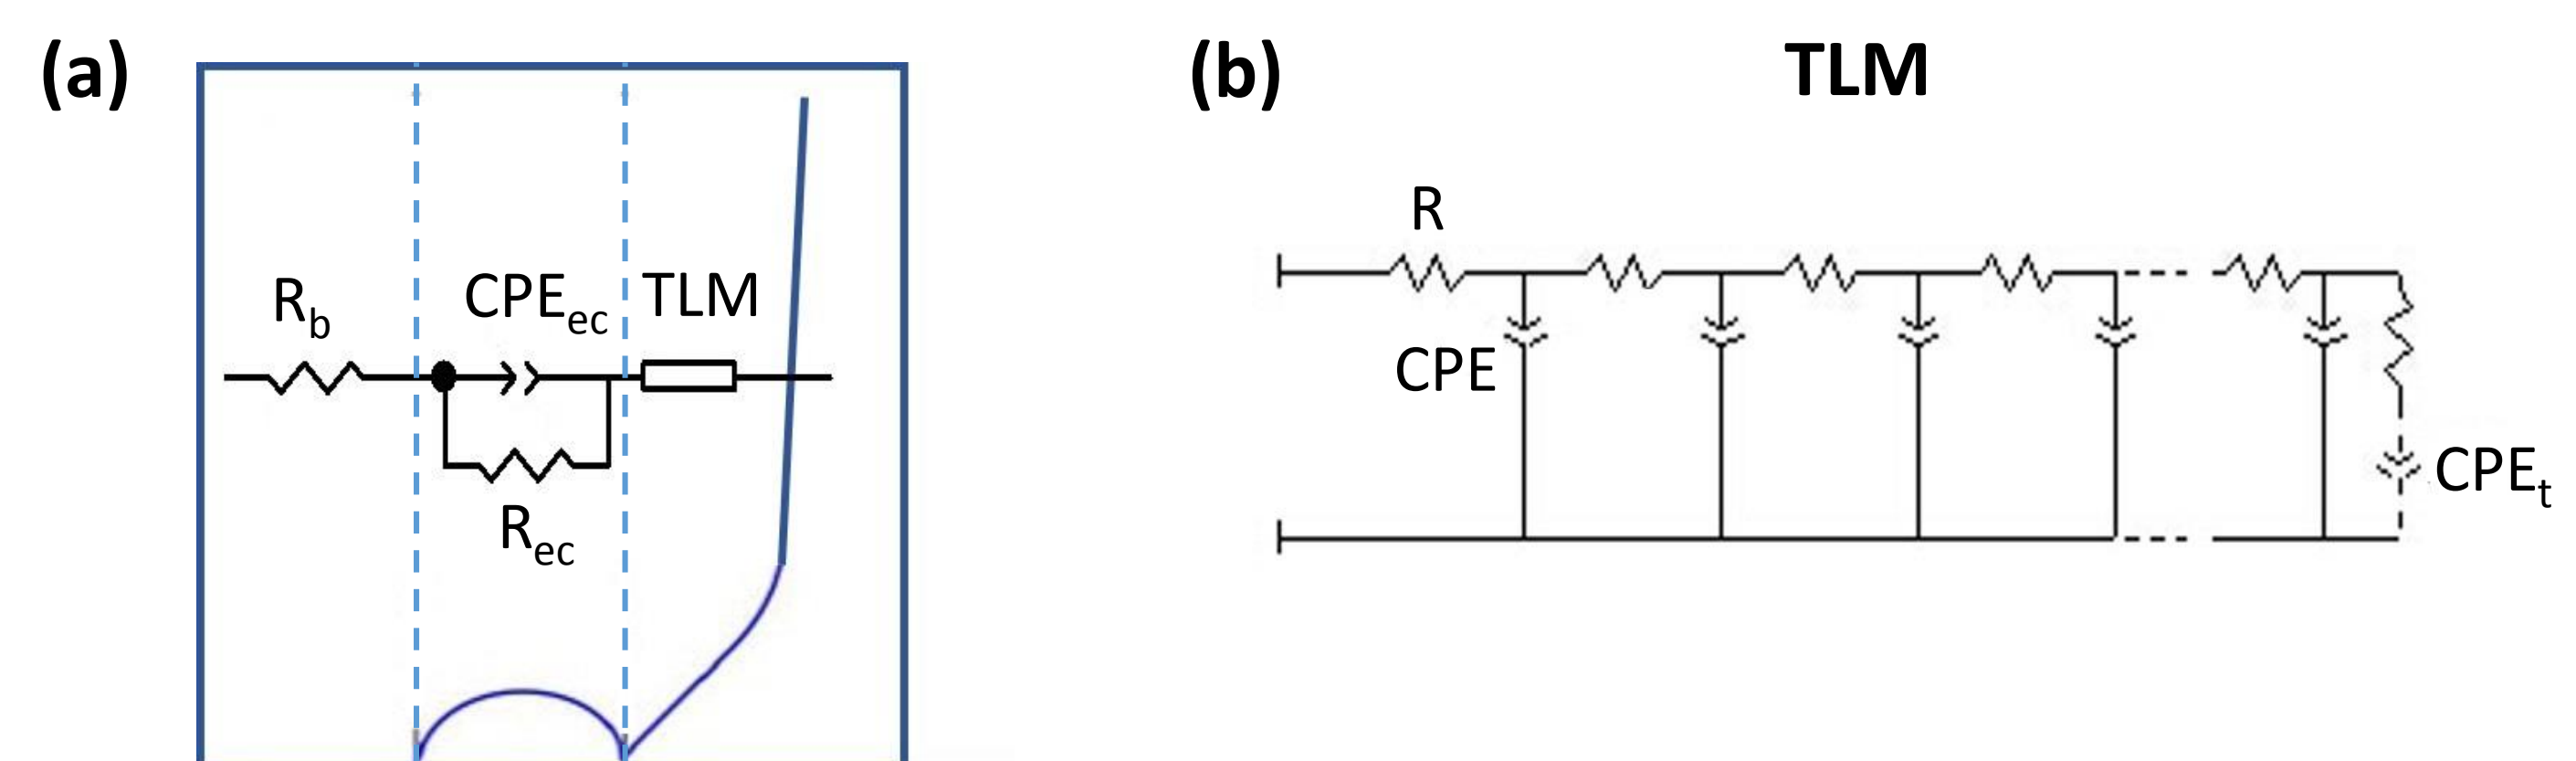 (a)
R_b
CPE_ec
TLM
R_ec
(b)
TLM
R
CPE
CPE_t